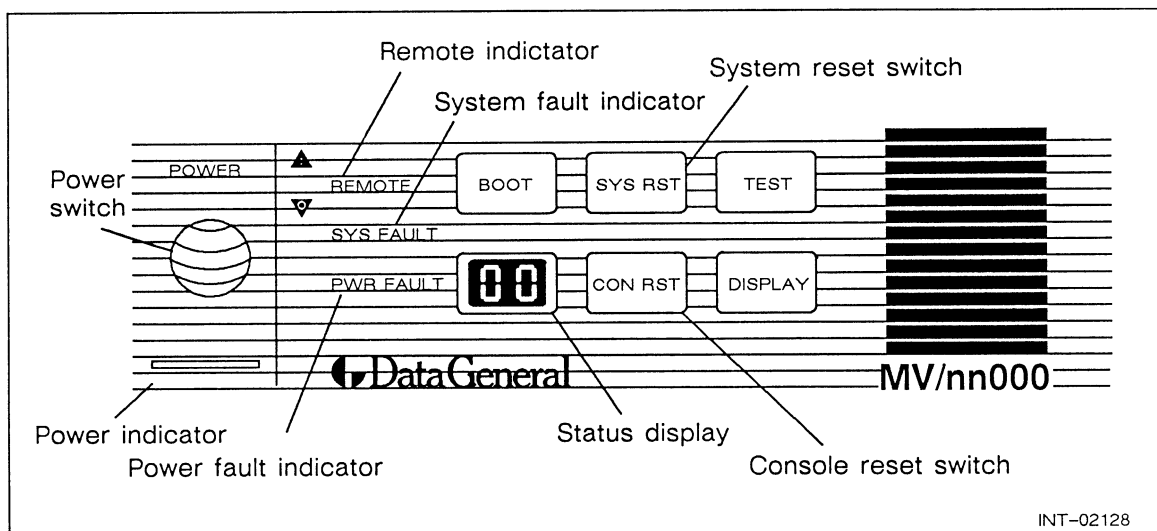 Remote indictator
System reset switch
System fault indicator
POWER
Power
switch
REMOTE
BOOT
SYS RST
TEST
SYS FAULT
PWR FAULT
00
CON RST
DISPLAY
DataGeneral
MV/nn000
Power indicator
Status display
Power fault indicator
Console reset switch
INT-02128